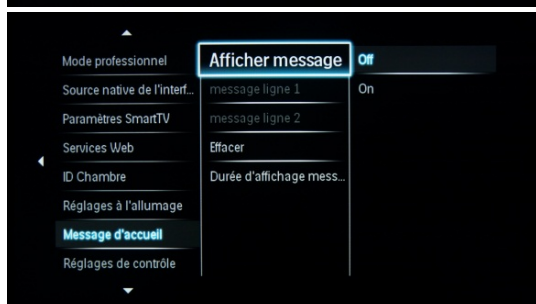 Mode professionnel
Source native de l'interf...
Paramètres SmartTV
Services Web
ID Chambre
Réglages à l'allumage
Message d'accueil
Réglages de contrôle
Afficher message
message ligne 1
message ligne 2
Effacer
Durée d'affichage mess...
Off
On